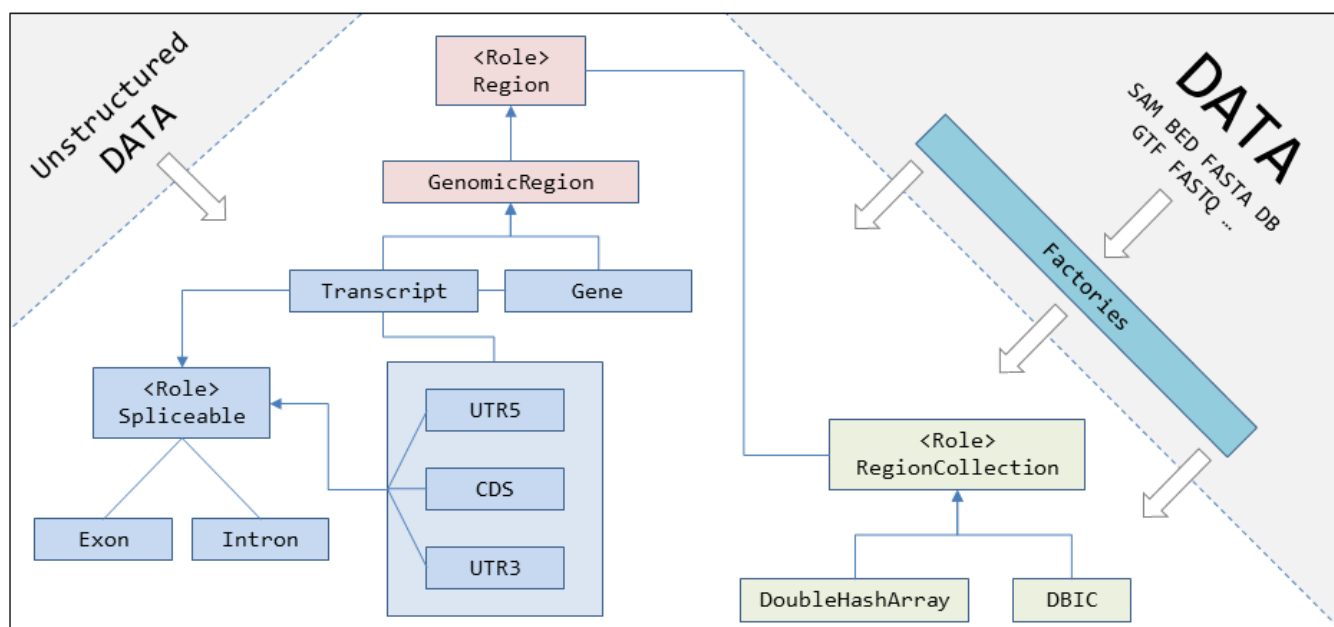 Unstructured
DATA
<Role>
Region
DATA
SAM BED FASTA DB
GTF FASTQ …
GenomicRegion
Factories
Transcript
Gene
<Role>
Spliceable
UTR5
CDS
UTR3
Exon
Intron
<Role>
RegionCollection
DoubleHashArray
DBIC